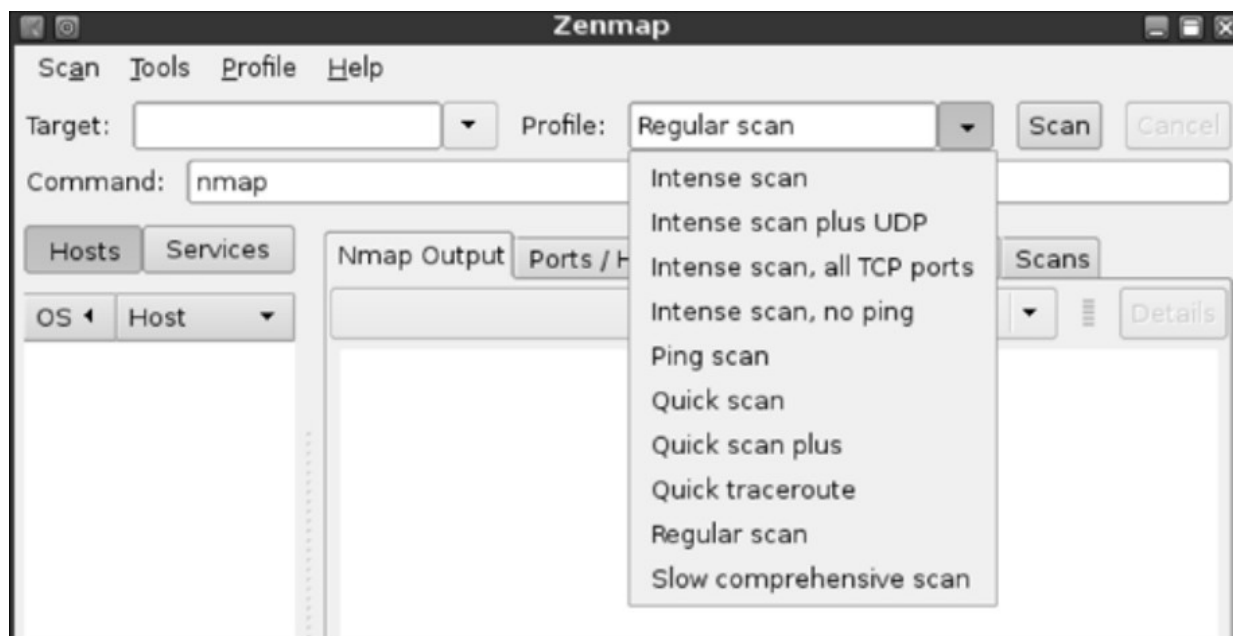 Zenmap
Scan Tools Profile Help
Target: Profile: Regular scan Scan Cancel
Command: nmap
Intense scan
Intense scan plus UDP
Intense scan, all TCP ports
Intense scan, no ping
Ping scan
Quick scan
Quick scan plus
Quick traceroute
Regular scan
Slow comprehensive scan
Hosts Services
Nmap Output Ports / Scans
OS Host
Details